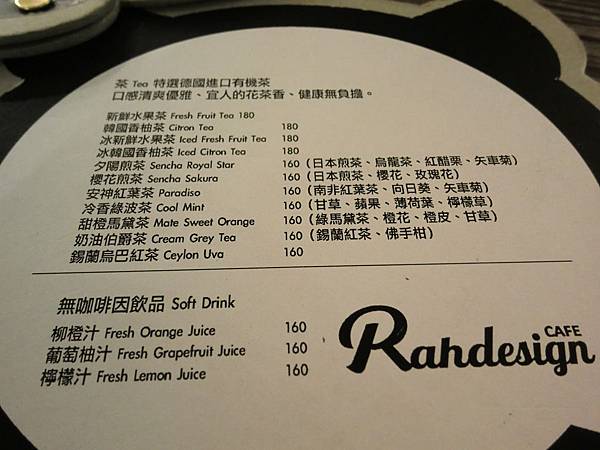 茶 Tea 特選德國進口有機茶
口感清爽優雅、宜人的花茶香、健康無負擔。
新鮮水果茶 Fresh Fruit Tea 180
韓國香柚茶 Citron Tea 180
冰新鮮水果茶 Iced Fresh Fruit Tea 180
冰韓國香柚茶 Iced Citron Tea 180
夕陽煎茶 Sencha Royal Star 160 (日本煎茶、烏龍茶、紅醋栗、矢車菊)
櫻花煎茶 Sencha Sakura 160 (日本煎茶、櫻花、玫瑰花)
安神紅葉茶 Paradiso 160 (南非紅葉茶、向日葵、矢車菊)
冷香綠波茶 Cool Mint 160 (甘草、蘋果、薄荷葉、檸檬草)
甜橙馬黛茶 Mate Sweet Orange 160 (綠馬黛茶、橙花、橙皮、甘草)
奶油伯爵茶 Cream Grey Tea 160 (錫蘭紅茶、佛手柑)
錫蘭烏巴紅茶 Ceylon Uva 160
無咖啡因飲品 Soft Drink
柳橙汁 Fresh Orange Juice 160
葡萄柚汁 Fresh Grapefruit Juice 160
檸檬汁 Fresh Lemon Juice 160
Rahdesign CAFE